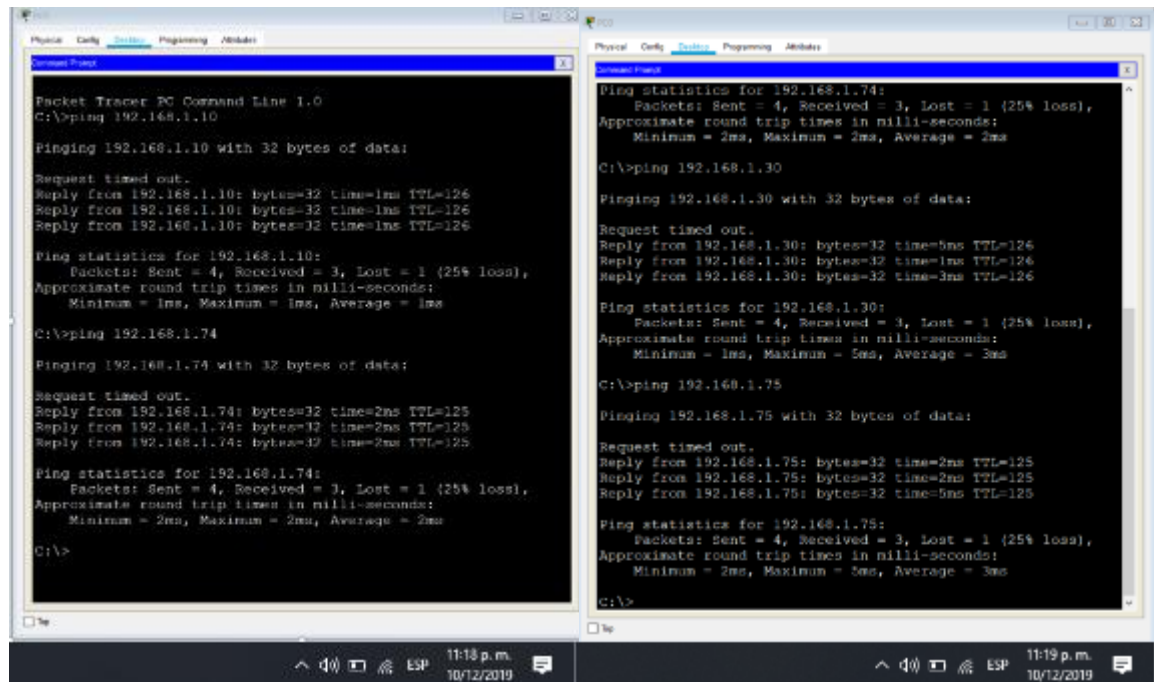 Physical Config Desktop Programming Attributes
Command Prompt X
Packet Tracer PC Command Line 1.0
C:\>ping 192.168.1.10
Pinging 192.168.1.10 with 32 bytes of data:
Request timed out.
Reply from 192.168.1.10: bytes=32 time=1ms TTL=126
Reply from 192.168.1.10: bytes=32 time=1ms TTL=126
Reply from 192.168.1.10: bytes=32 time=1ms TTL=126
Ping statistics for 192.168.1.10:
Packets: Sent = 4, Received = 3, Lost = 1 (25% loss),
Approximate round trip times in milli-seconds:
Minimum = 1ms, Maximum = 1ms, Average = 1ms
C:\>ping 192.168.1.74
Pinging 192.168.1.74 with 32 bytes of data:
Request timed out.
Reply from 192.168.1.74: bytes=32 time=2ms TTL=125
Reply from 192.168.1.74: bytes=32 time=2ms TTL=125
Reply from 192.168.1.74: bytes=32 time=2ms TTL=125
Ping statistics for 192.168.1.74:
Packets: Sent = 4, Received = 3, Lost = 1 (25% loss),
Approximate round trip times in milli-seconds:
Minimum = 2ms, Maximum = 2ms, Average = 2ms
C:\>
Top
ESP
11:18 p. m.
10/12/2019
Physical Config Desktop Programming Attributes
Command Prompt X
Ping statistics for 192.168.1.74:
Packets: Sent = 4, Received = 3, Lost = 1 (25% loss),
Approximate round trip times in milli-seconds:
Minimum = 2ms, Maximum = 2ms, Average = 2ms
C:\>ping 192.168.1.30
Pinging 192.168.1.30 with 32 bytes of data:
Request timed out.
Reply from 192.168.1.30: bytes=32 time=5ms TTL=126
Reply from 192.168.1.30: bytes=32 time=1ms TTL=126
Reply from 192.168.1.30: bytes=32 time=3ms TTL=126
Ping statistics for 192.168.1.30:
Packets: Sent = 4, Received = 3, Lost = 1 (25% loss),
Approximate round trip times in milli-seconds:
Minimum = 1ms, Maximum = 5ms, Average = 3ms
C:\>ping 192.168.1.75
Pinging 192.168.1.75 with 32 bytes of data:
Request timed out.
Reply from 192.168.1.75: bytes=32 time=2ms TTL=125
Reply from 192.168.1.75: bytes=32 time=2ms TTL=125
Reply from 192.168.1.75: bytes=32 time=5ms TTL=125
Ping statistics for 192.168.1.75:
Packets: Sent = 4, Received = 3, Lost = 1 (25% loss),
Approximate round trip times in milli-seconds:
Minimum = 2ms, Maximum = 5ms, Average = 3ms
C:\>
Top
ESP
11:19 p. m.
10/12/2019